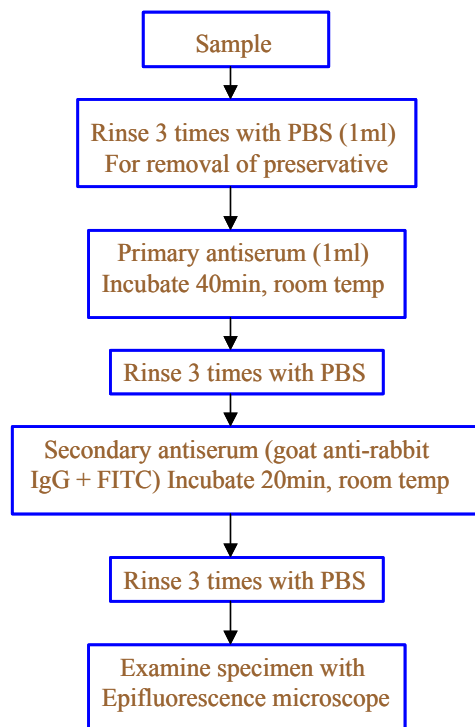 Sample
Rinse 3 times with PBS (1ml)
For removal of preservative
Primary antiserum (1ml)
Incubate 40min, room temp
Rinse 3 times with PBS
Secondary antiserum (goat anti-rabbit
IgG + FITC) Incubate 20min, room temp
Rinse 3 times with PBS
Examine specimen with
Epifluorescence microscope